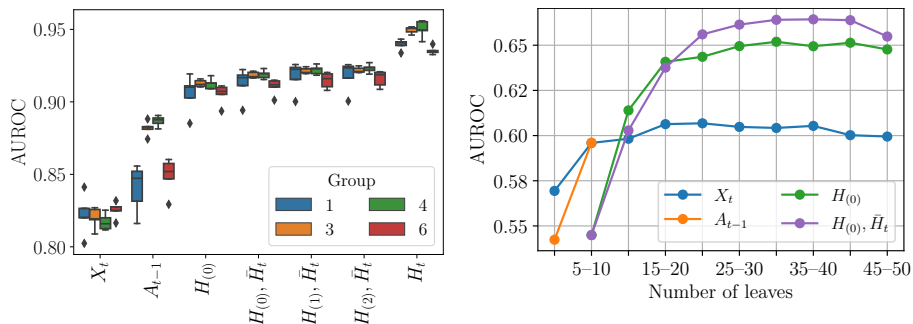 0.95
0.90
0.85
0.80
AUROC
Group
1
4
3
6
X_t
A_{t−1}
H_{(0)}
H_{(0)}, H̄_t
H_{(1)}, H̄_t
H_{(2)}, H̄_t
H_t
0.65
0.62
0.60
0.58
0.55
AUROC
X_t
H_{(0)}
A_{t−1}
H_{(0)}, H̄_t
5–10
15–20
25–30
35–40
45–50
Number of leaves